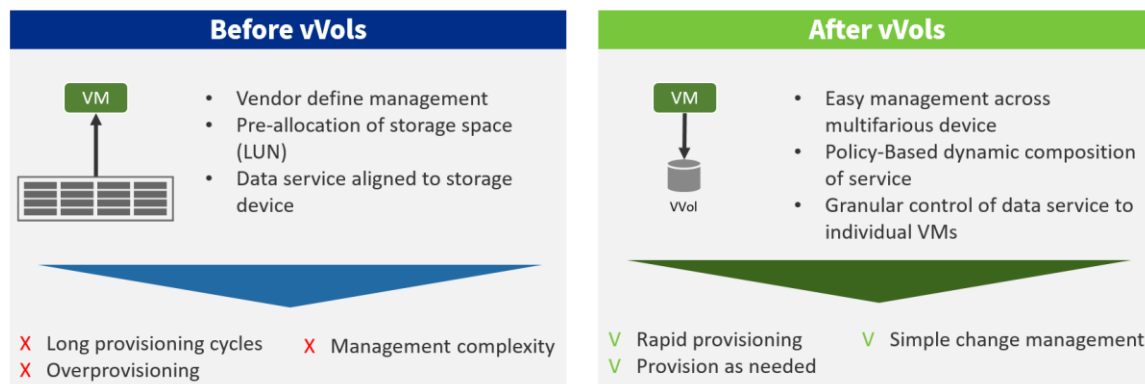 Before vVols
VM
• Vendor define management
• Pre-allocation of storage space
(LUN)
• Data service aligned to storage
device
X Long provisioning cycles
X Overprovisioning
X Management complexity
After vVols
VM
VVol
• Easy management across
multifarious device
• Policy-Based dynamic composition
of service
• Granular control of data service to
individual VMs
V Rapid provisioning
V Provision as needed
V Simple change management